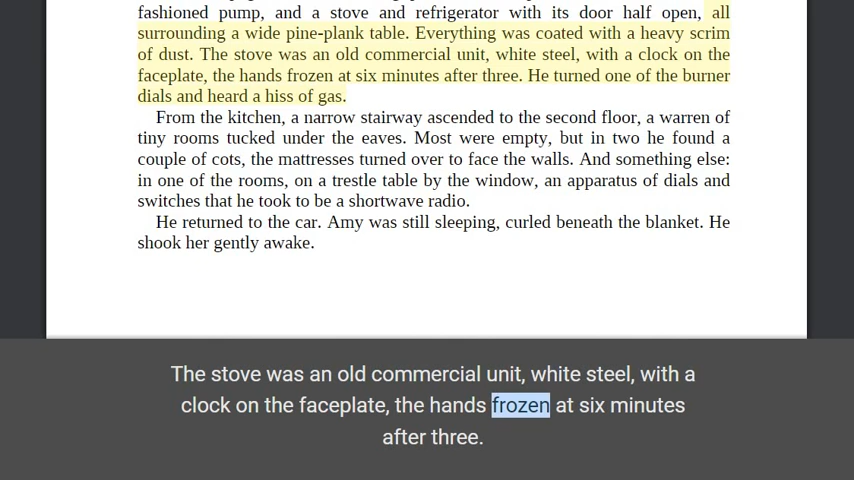 fashioned pump, and a stove and refrigerator with its door half open, all
surrounding a wide pine-plank table. Everything was coated with a heavy scrim
of dust. The stove was an old commercial unit, white steel, with a clock on the
faceplate, the hands frozen at six minutes after three. He turned one of the burner
dials and heard a hiss of gas.
From the kitchen, a narrow stairway ascended to the second floor, a warren of
tiny rooms tucked under the eaves. Most were empty, but in two he found a
couple of cots, the mattresses turned over to face the walls. And something else:
in one of the rooms, on a trestle table by the window, an apparatus of dials and
switches that he took to be a shortwave radio.
He returned to the car. Amy was still sleeping, curled beneath the blanket. He
shook her gently awake.
The stove was an old commercial unit, white steel, with a
clock on the faceplate, the hands frozen at six minutes
after three.